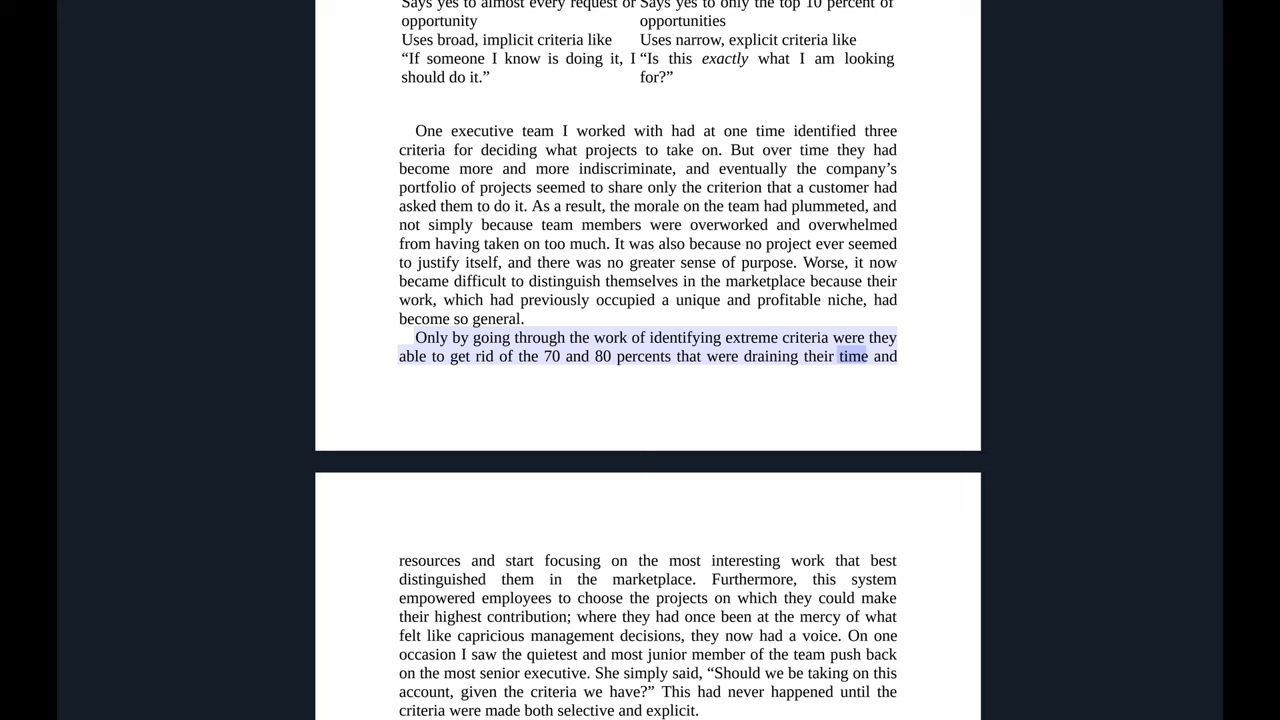 Says yes to almost every request or
opportunity
Uses broad, implicit criteria like
“If someone I know is doing it, I
should do it.”
Says yes to only the top 10 percent of
opportunities
Uses narrow, explicit criteria like
“Is this exactly what I am looking
for?”
One executive team I worked with had at one time identified three
criteria for deciding what projects to take on. But over time they had
become more and more indiscriminate, and eventually the company’s
portfolio of projects seemed to share only the criterion that a customer had
asked them to do it. As a result, the morale on the team had plummeted, and
not simply because team members were overworked and overwhelmed
from having taken on too much. It was also because no project ever seemed
to justify itself, and there was no greater sense of purpose. Worse, it now
became difficult to distinguish themselves in the marketplace because their
work, which had previously occupied a unique and profitable niche, had
become so general.
Only by going through the work of identifying extreme criteria were they
able to get rid of the 70 and 80 percents that were draining their time and
resources and start focusing on the most interesting work that best
distinguished them in the marketplace. Furthermore, this system
empowered employees to choose the projects on which they could make
their highest contribution; where they had once been at the mercy of what
felt like capricious management decisions, they now had a voice. On one
occasion I saw the quietest and most junior member of the team push back
on the most senior executive. She simply said, “Should we be taking on this
account, given the criteria we have?” This had never happened until the
criteria were made both selective and explicit.